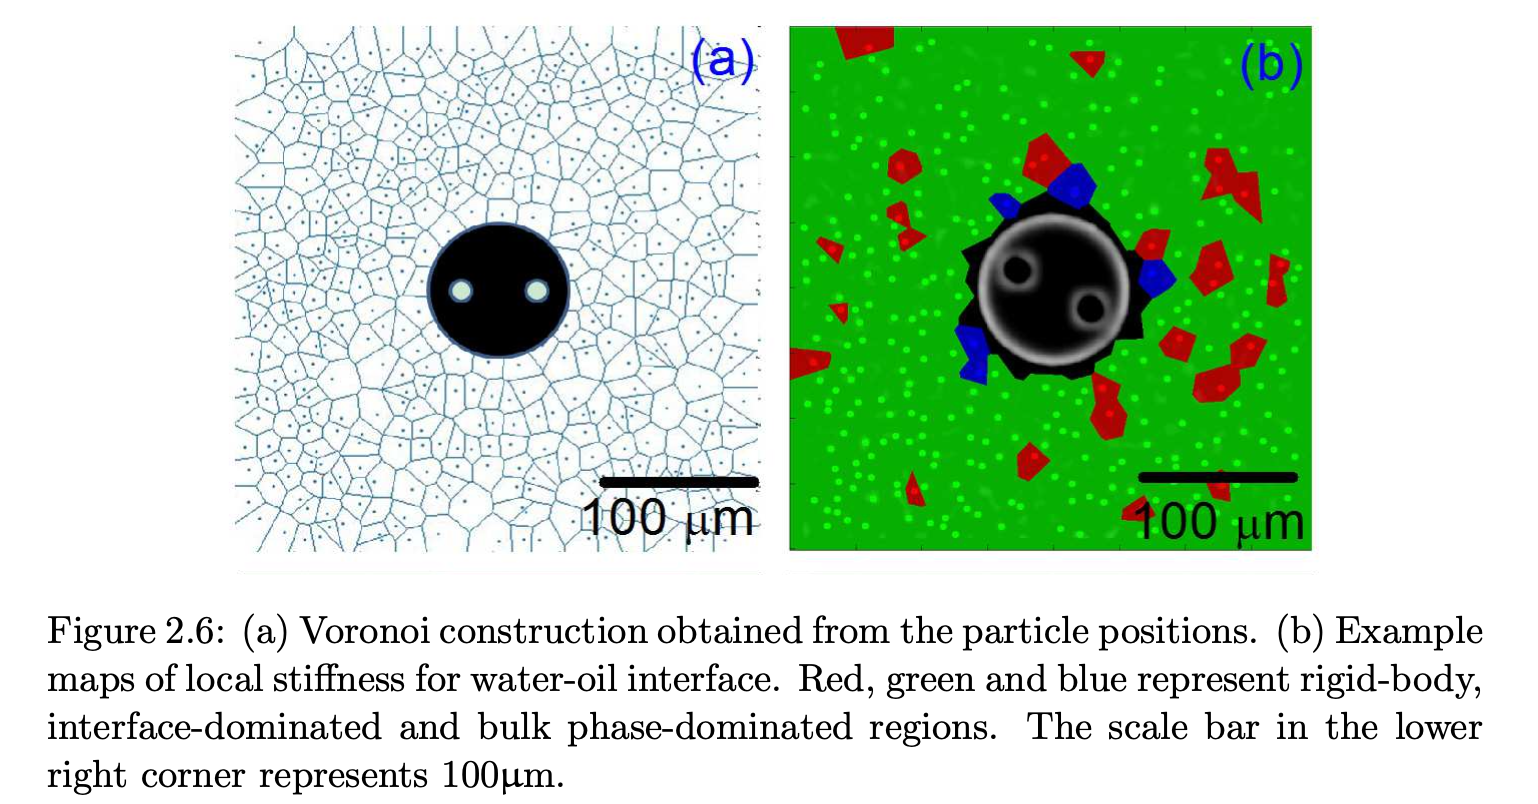 (a)
(b)
100 μm
100 μm
Figure 2.6: (a) Voronoi construction obtained from the particle positions. (b) Example
maps of local stiffness for water-oil interface. Red, green and blue represent rigid-body,
interface-dominated and bulk phase-dominated regions. The scale bar in the lower
right corner represents 100μm.